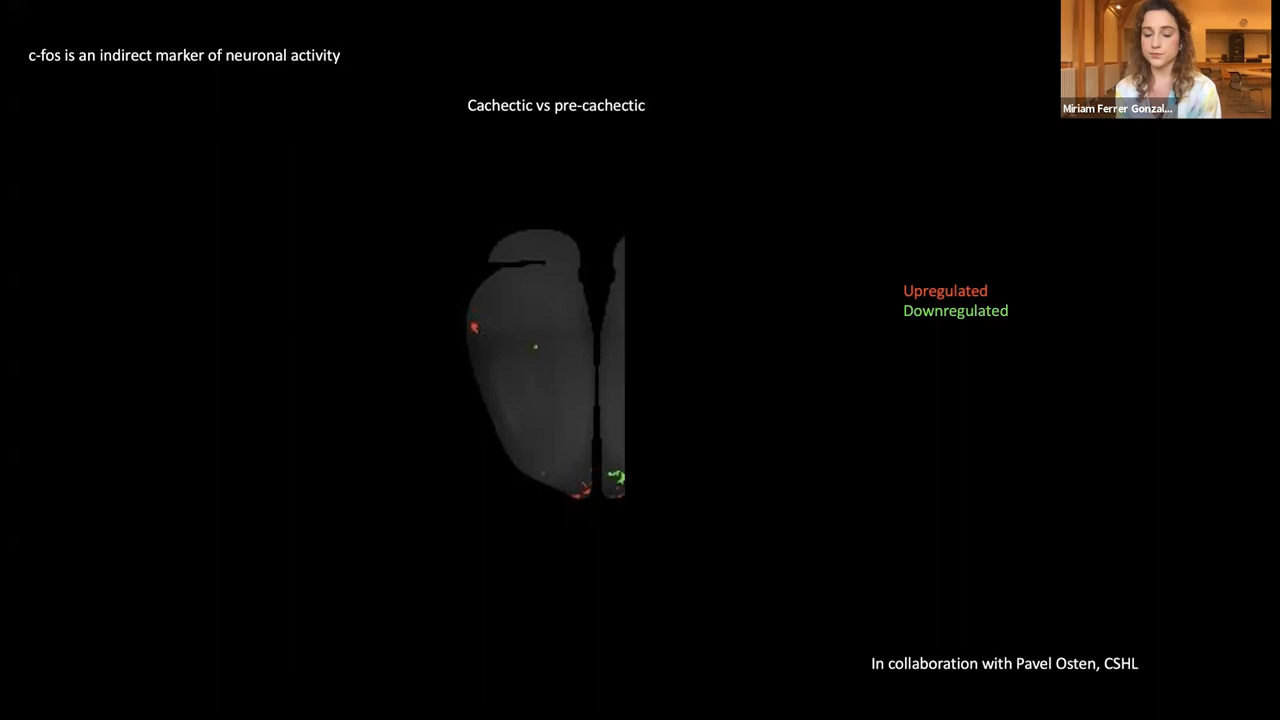 c-fos is an indirect marker of neuronal activity
Miriam Ferrer Gonzal...
Cachectic vs pre-cachectic
Upregulated
Downregulated
In collaboration with Pavel Osten, CSHL